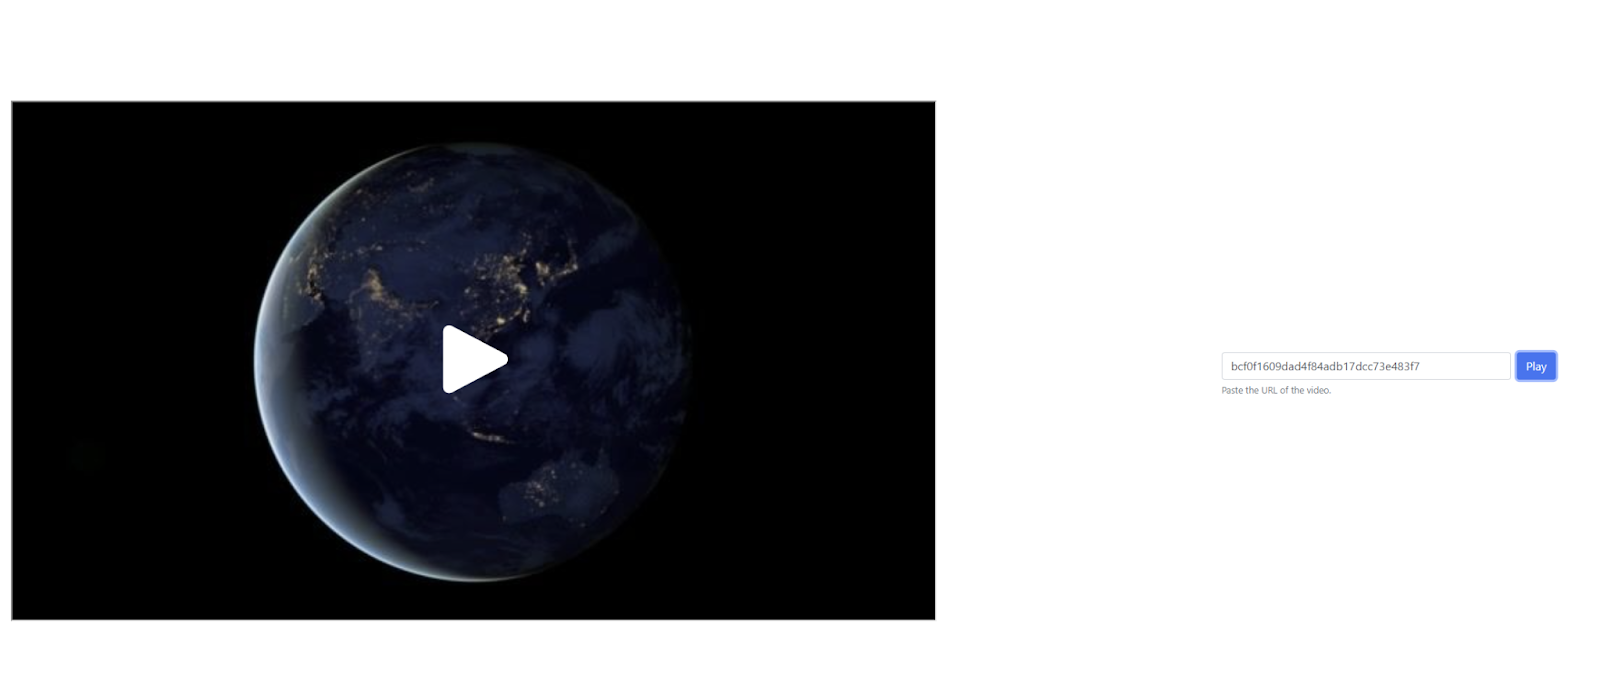 bcf0f1609dad4f84adb17dcc73e483f7 Play
Paste the URL of the video.